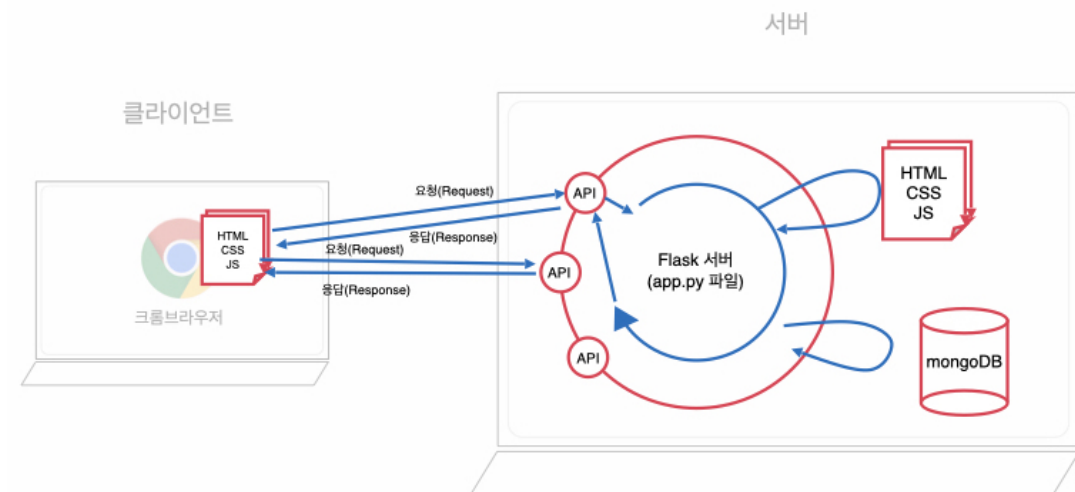 서버
클라이언트
요청(Request)
API
HTML
CSS
JS
HTML
CSS
JS
응답(Response)
요청(Request)
API
Flask 서버
(app.py 파일)
응답(Response)
크롬브라우저
API
mongoDB